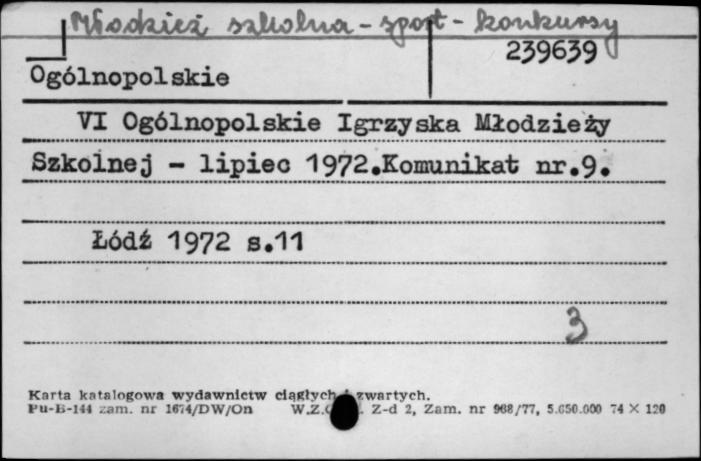 Młodzież szkolna - sport - konkursy
239639
Ogólnopolskie
VI Ogólnopolskie Igrzyska Młodzieży
Szkolnej - lipiec 1972.Komunikat nr.9.
Łódź 1972 s.11
3
Karta katalogowa wydawnictw ciągłych i zwartych.
Pu-B-144 zam. nr 1674/DW/On W.Z. Z-d 2, Zam. nr 968/77, 5.650.000 74 X 120